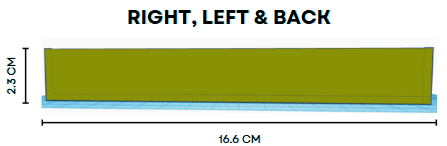 RIGHT, LEFT & BACK
2.3 CM
16.6 CM